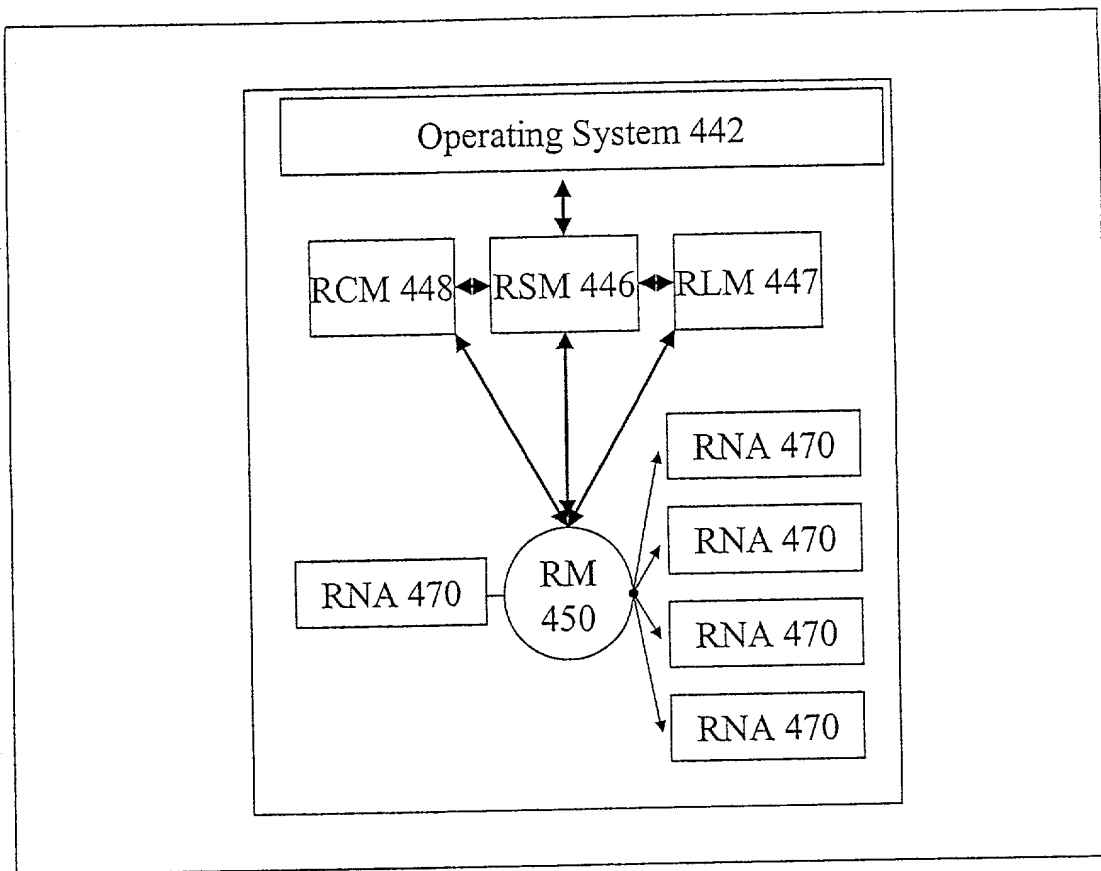 Operating System 442
RCM 448
RSM 446
RLM 447
RNA 470
RNA 470
RNA 470
RM
450
RNA 470
RNA 470